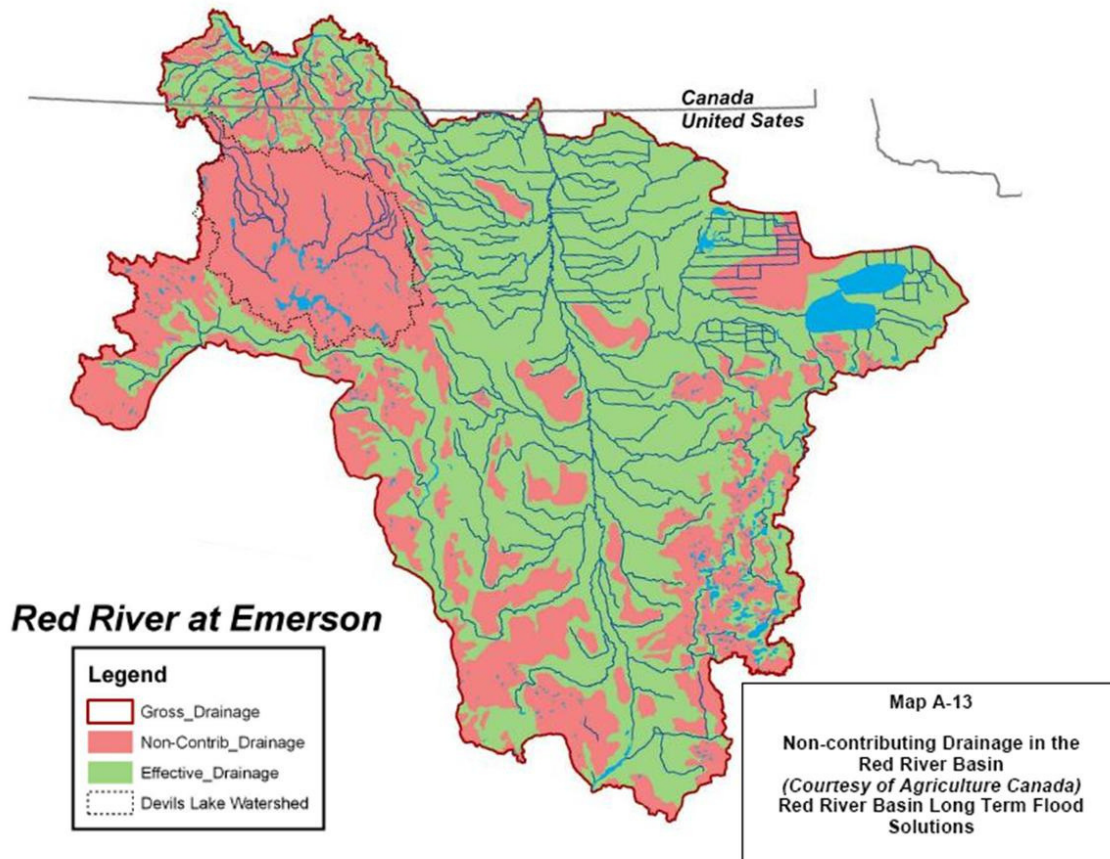 Canada
United Sates
Red River at Emerson
Legend
Gross_Drainage
Non-Contrib_Drainage
Effective_Drainage
Devils Lake Watershed
Map A-13
Non-contributing Drainage in the
Red River Basin
(Courtesy of Agriculture Canada)
Red River Basin Long Term Flood
Solutions